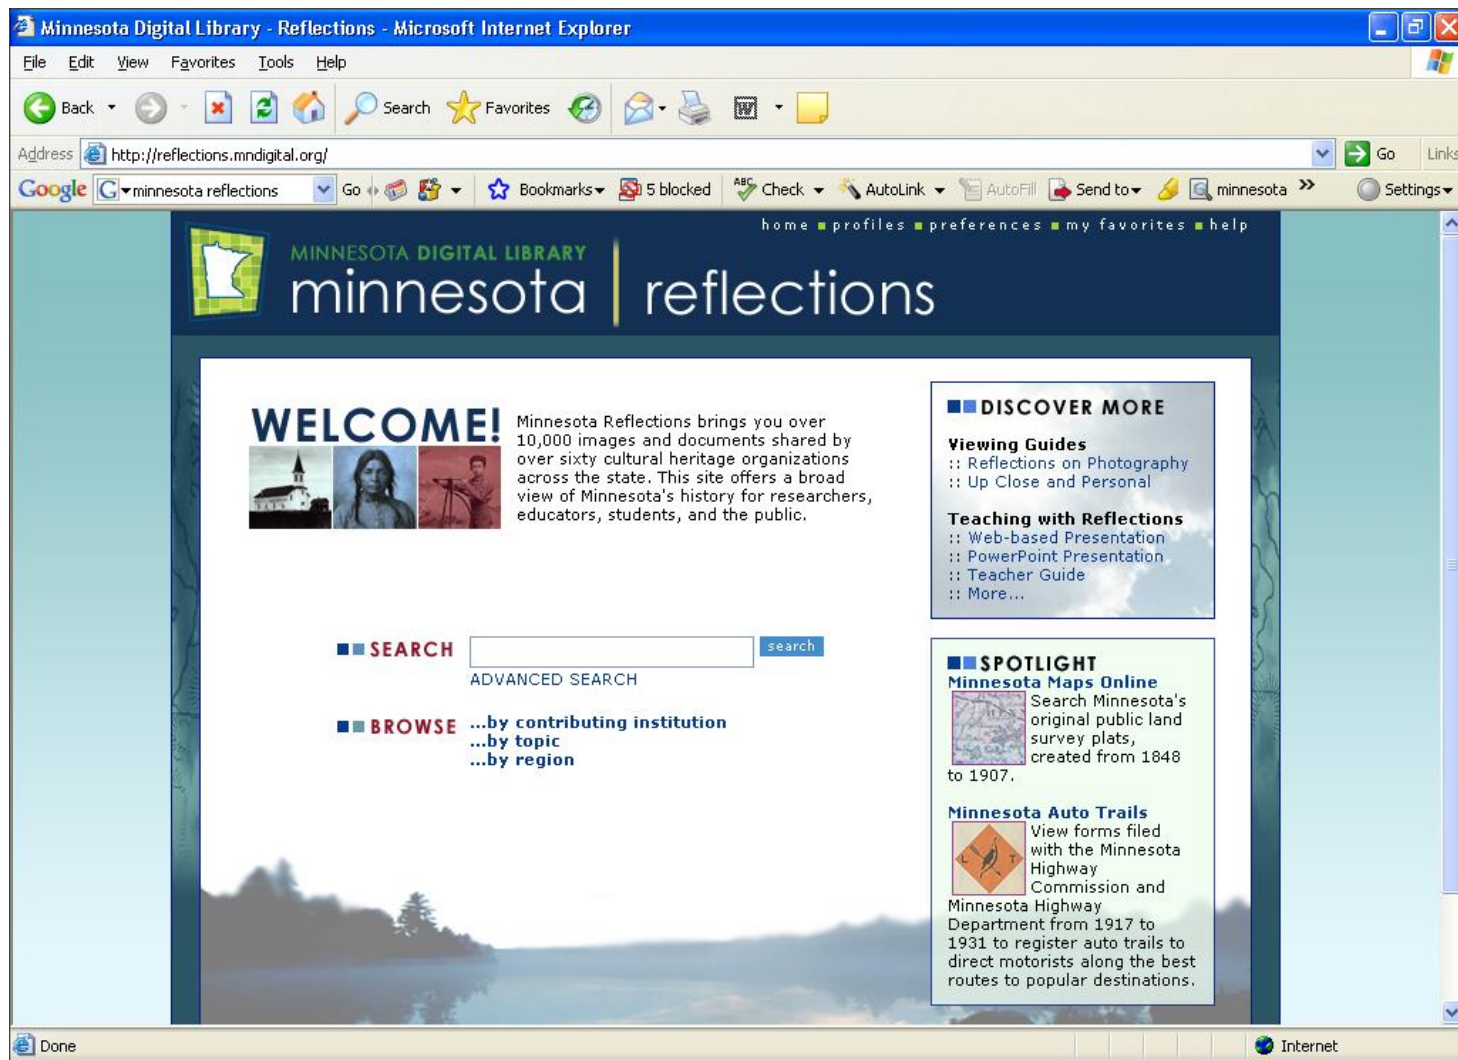 Minnesota Digital Library - Reflections - Microsoft Internet Explorer
File Edit View Favorites Tools Help
Back Search Favorites
Address http://reflections.mndigital.org/ Go Links
Google G minnesota reflections Go Bookmarks 5 blocked ABC Check AutoLink AutoFill Send to minnesota >> Settings
home profiles preferences my favorites help
MINNESOTA DIGITAL LIBRARY
minnesota | reflections
WELCOME!
Minnesota Reflections brings you over
10,000 images and documents shared by
over sixty cultural heritage organizations
across the state. This site offers a broad
view of Minnesota's history for researchers,
educators, students, and the public.
SEARCH search
ADVANCED SEARCH
BROWSE ...by contributing institution
...by topic
...by region
DISCOVER MORE
Viewing Guides
:: Reflections on Photography
:: Up Close and Personal
Teaching with Reflections
:: Web-based Presentation
:: PowerPoint Presentation
:: Teacher Guide
:: More...
SPOTLIGHT
Minnesota Maps Online
Search Minnesota's
original public land
survey plats,
created from 1848
to 1907.
Minnesota Auto Trails
L T
View forms filed
with the Minnesota
Highway
Commission and
Minnesota Highway
Department from 1917 to
1931 to register auto trails to
direct motorists along the best
routes to popular destinations.
Done Internet